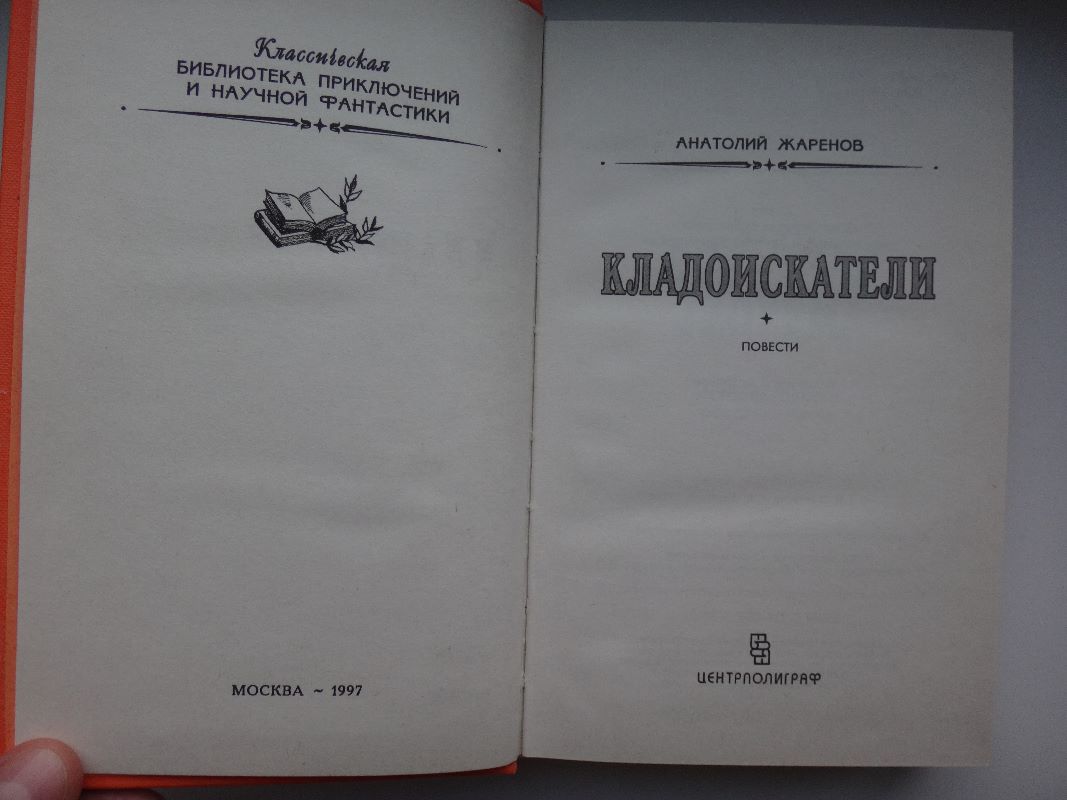 Классическая
БИБЛИОТЕКА ПРИКЛЮЧЕНИЙ
И НАУЧНОЙ ФАНТАСТИКИ
МОСКВА ~ 1997
АНАТОЛИЙ ЖАРЕНОВ
КЛАДОИСКАТЕЛИ
ПОВЕСТИ
ЦЕНТРПОЛИГРАФ